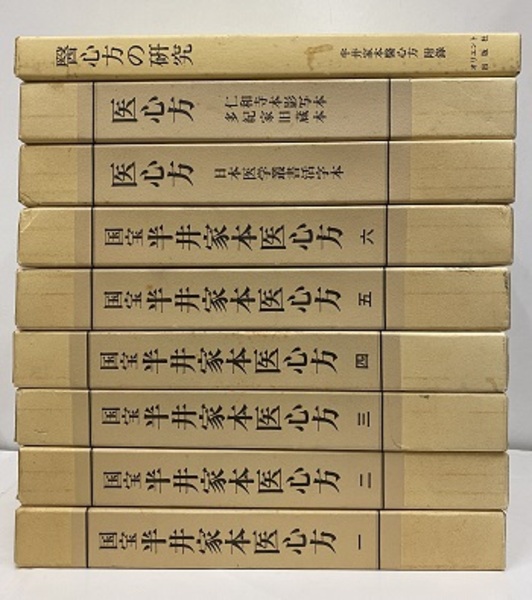 醫心方の研究 半井家本醫心方 附録 オリエント出版社
医心方 仁和寺本影写本 多紀家旧蔵本
医心方 日本医学叢書活字本
国宝 半井家本医心方 六
国宝 半井家本医心方 五
国宝 半井家本医心方 四
国宝 半井家本医心方 三
国宝 半井家本医心方 二
国宝 半井家本医心方 一